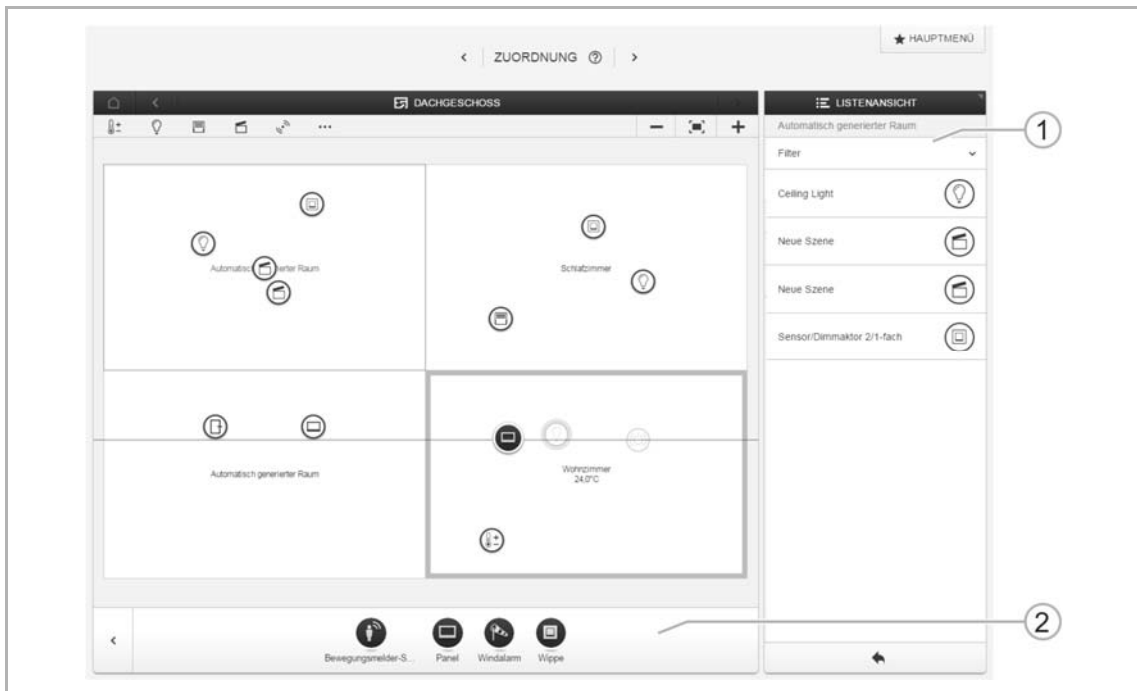 ★ HAUPTMENÜ
< ZUORDNUNG ? >
DACHGESCHOSS
LISTENANSICHT
Automatisch generierter Raum
1
Filter
Ceiling Light
Neue Szene
Neue Szene
Sensor/Dimmaktor 2/1-fach
Schlafzimmer
Automatisch generierter Raum
Wohnzimmer
24,0°C
2
Bewegungsmelder-S...
Panel
Windalarm
Wippe